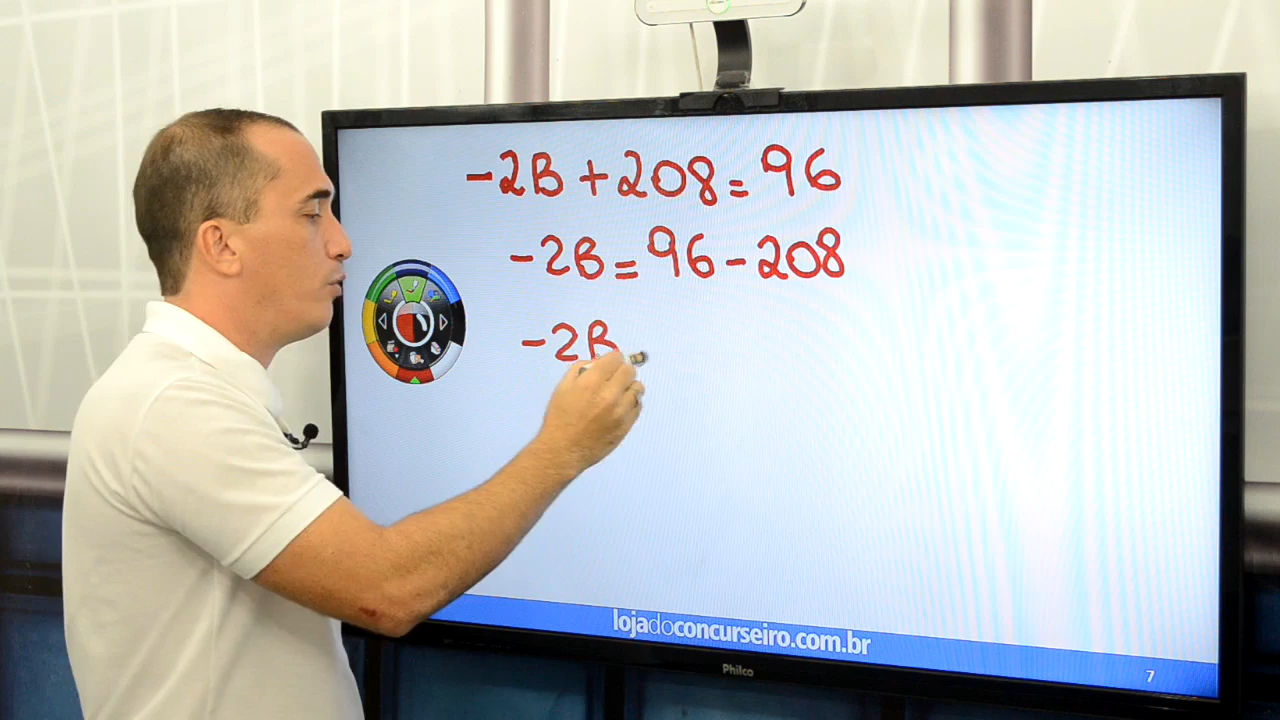 -2B + 208 = 96
-2B = 96 - 208
-2B
lojadoconcurseiro.com.br
Philco
7